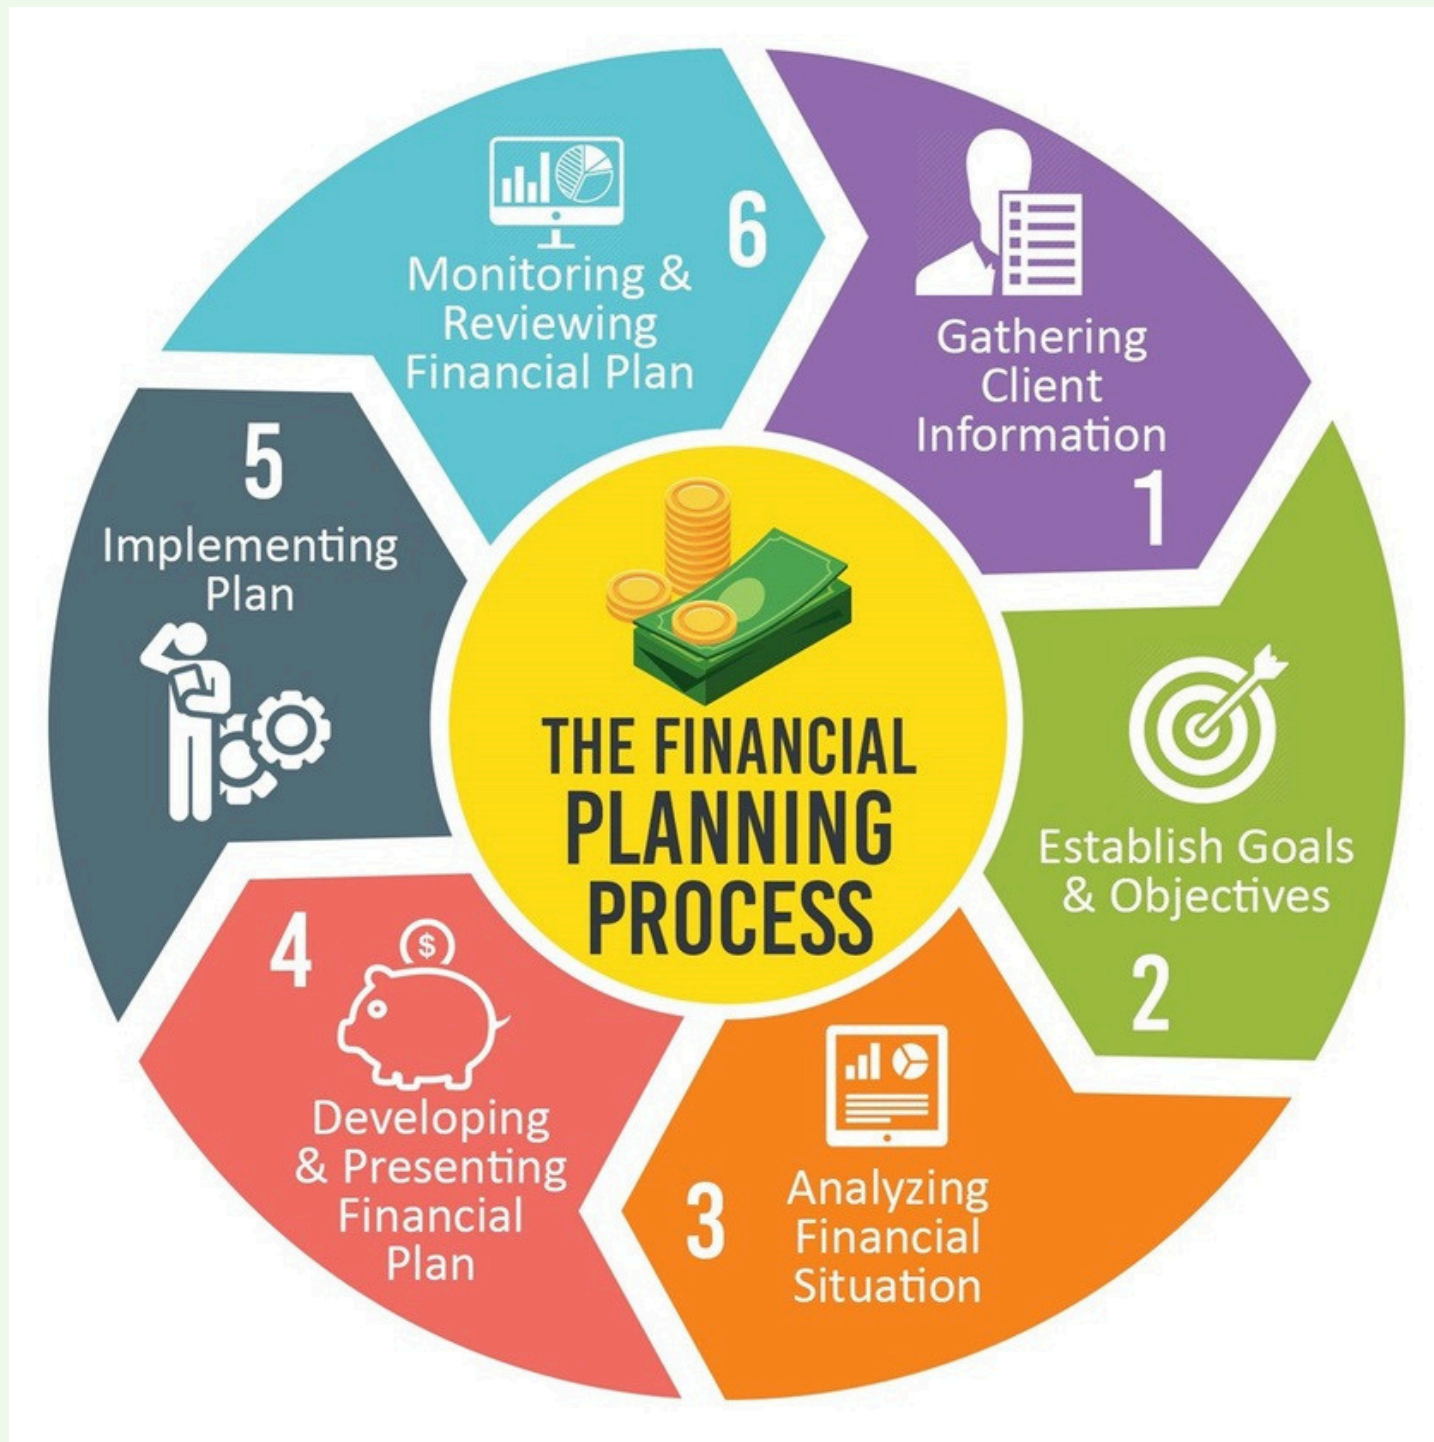 THE FINANCIAL
PLANNING
PROCESS
Gathering
Client
Information
1
Establish Goals
& Objectives
2
3
Analyzing
Financial
Situation
4
$
Developing
& Presenting
Financial
Plan
5
Implementing
Plan
6
Monitoring &
Reviewing
Financial Plan